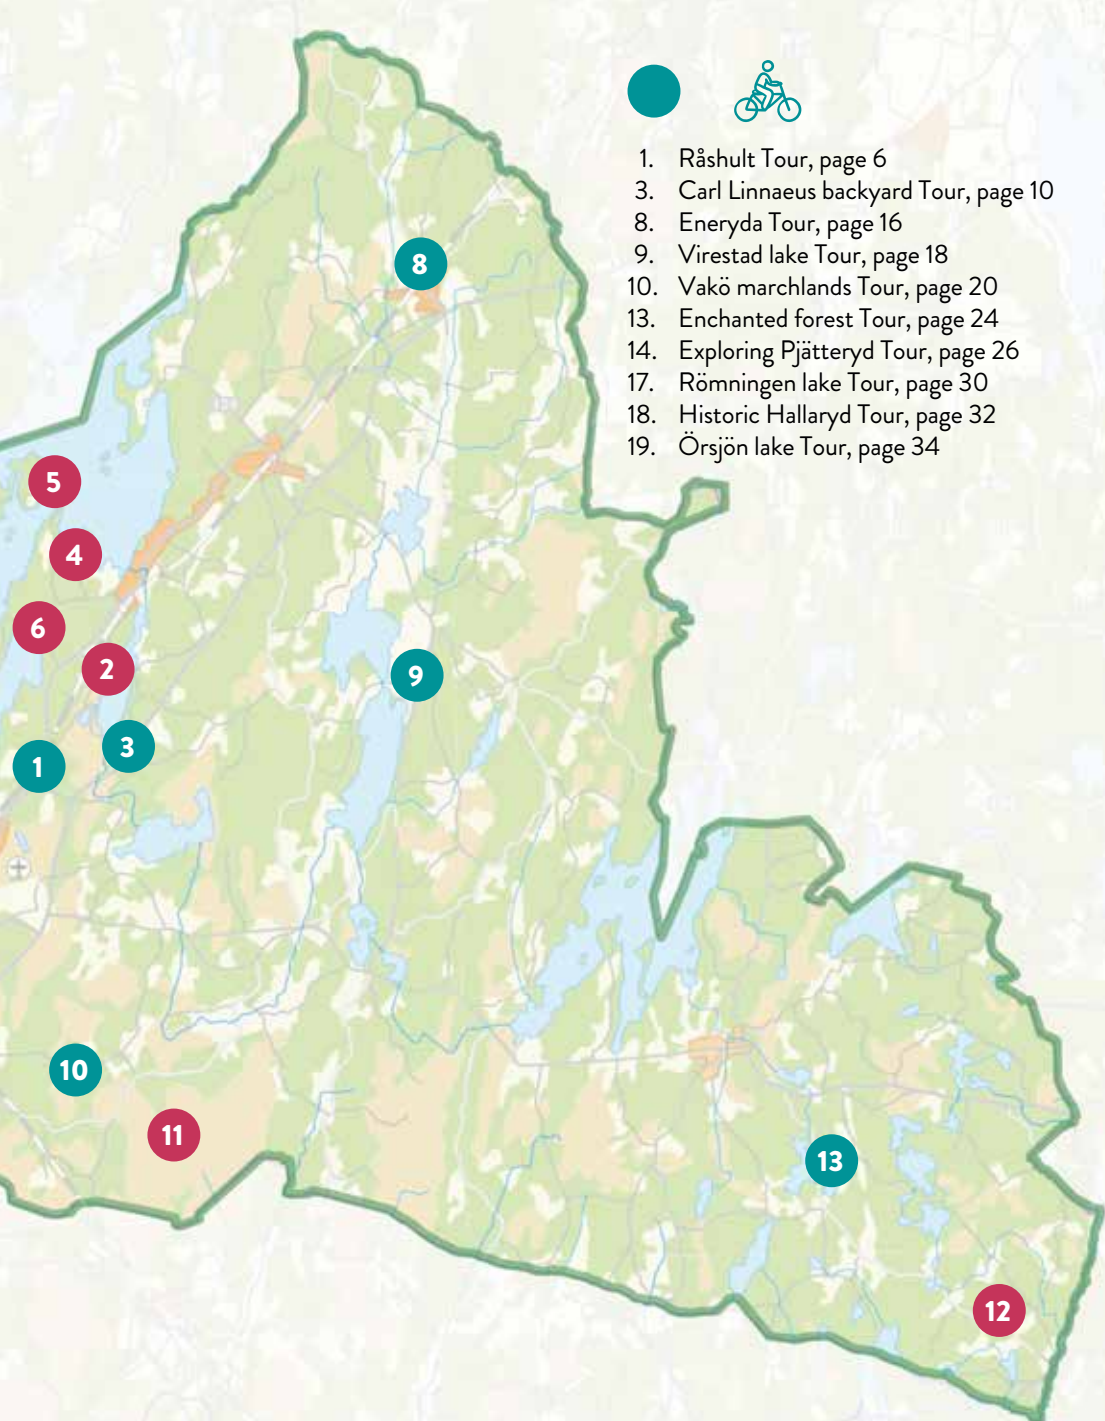 1. Råshult Tour, page 6
3. Carl Linnaeus backyard Tour, page 10
8. Eneryda Tour, page 16
9. Virestad lake Tour, page 18
10. Vakö marchlands Tour, page 20
13. Enchanted forest Tour, page 24
14. Exploring Pjätteryd Tour, page 26
17. Römningen lake Tour, page 30
18. Historic Hallaryd Tour, page 32
19. Örsjön lake Tour, page 34
8
5
4
6
2
9
3
1
10
11
13
12